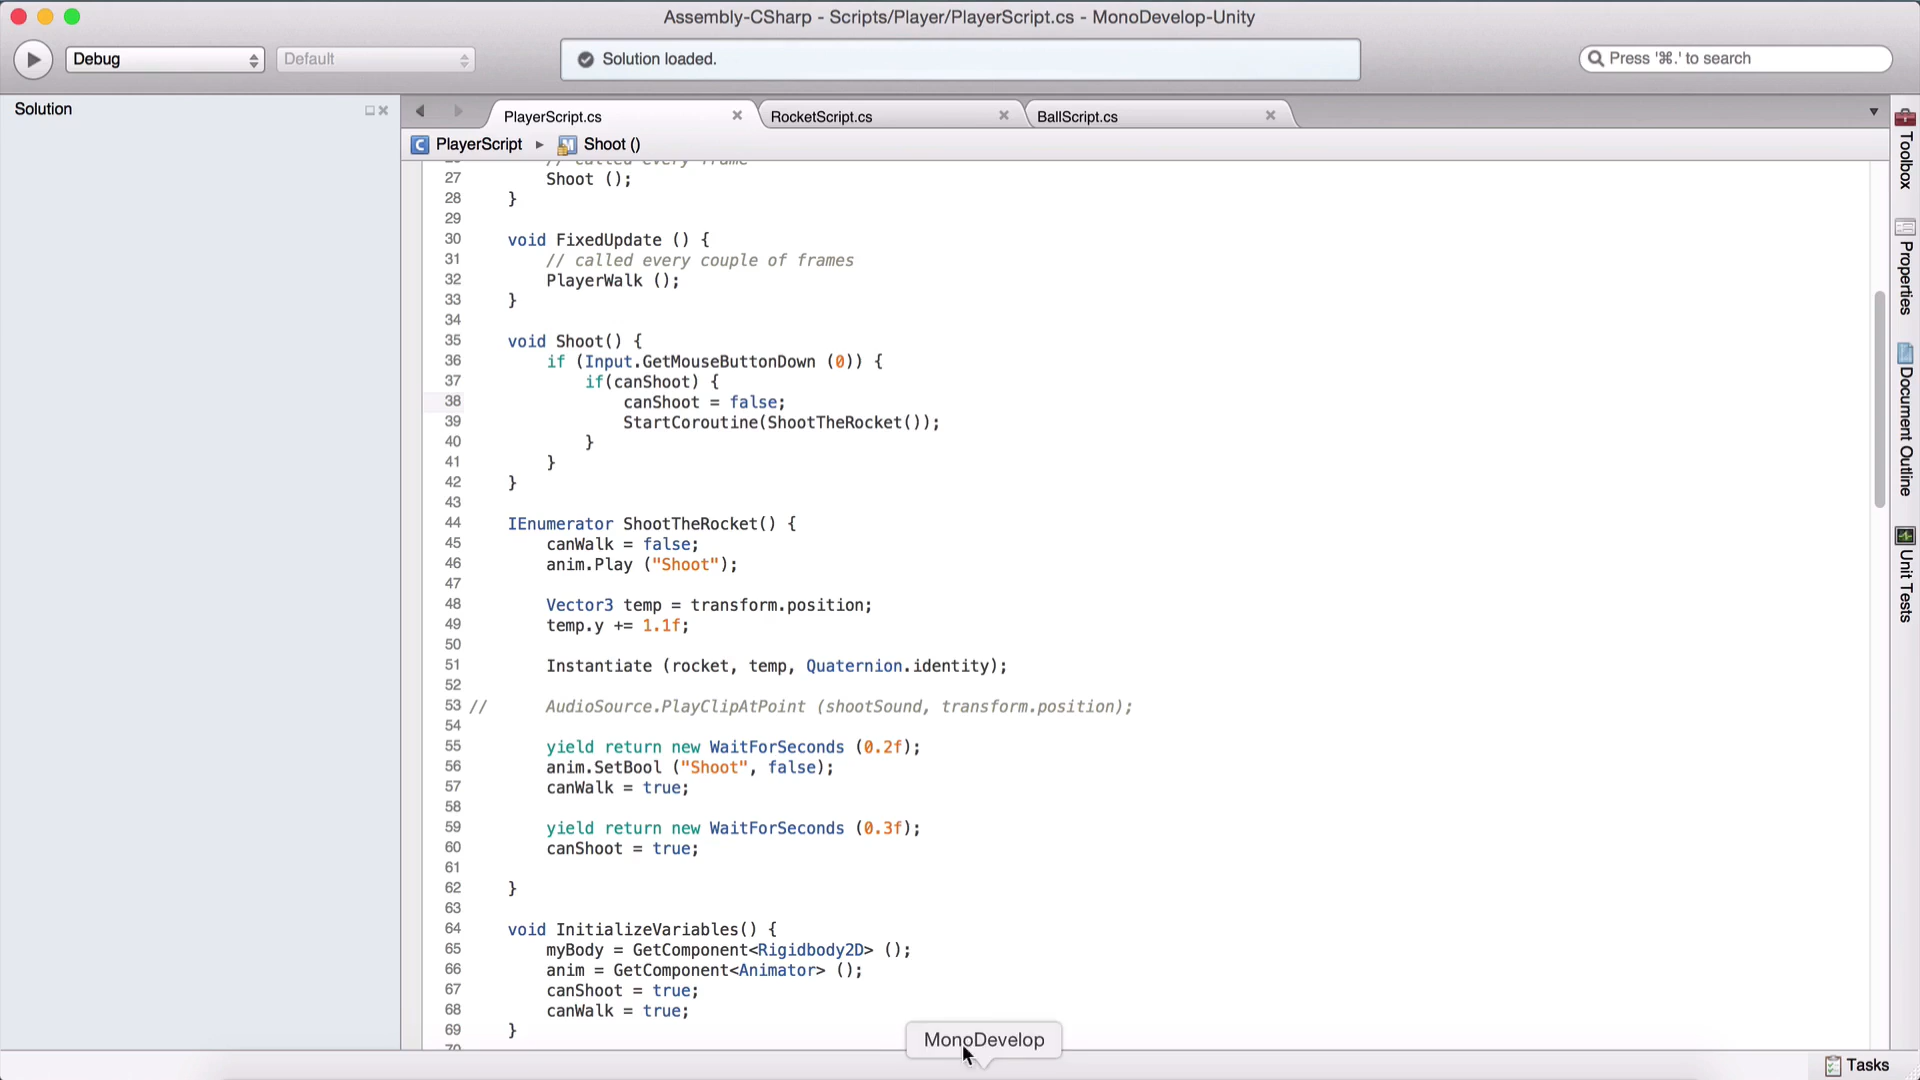 Assembly-CSharp - Scripts/Player/PlayerScript.cs - MonoDevelop-Unity
Debug
Default
Solution loaded.
Press '⌘.' to search
Solution
PlayerScript.cs
RocketScript.cs
BallScript.cs
PlayerScript ▸ Shoot ()
// called every frame
27 Shoot ();
28 }
29
30 void FixedUpdate () {
31 // called every couple of frames
32 PlayerWalk ();
33 }
34
35 void Shoot() {
36 if (Input.GetMouseButtonDown (0)) {
37 if(canShoot) {
38 canShoot = false;
39 StartCoroutine(ShootTheRocket());
40 }
41 }
42 }
43
44 IEnumerator ShootTheRocket() {
45 canWalk = false;
46 anim.Play ("Shoot");
47
48 Vector3 temp = transform.position;
49 temp.y += 1.1f;
50
51 Instantiate (rocket, temp, Quaternion.identity);
52
53 // AudioSource.PlayClipAtPoint (shootSound, transform.position);
54
55 yield return new WaitForSeconds (0.2f);
56 anim.SetBool ("Shoot", false);
57 canWalk = true;
58
59 yield return new WaitForSeconds (0.3f);
60 canShoot = true;
61
62 }
63
64 void InitializeVariables() {
65 myBody = GetComponent<Rigidbody2D> ();
66 anim = GetComponent<Animator> ();
67 canShoot = true;
68 canWalk = true;
69 }
70
MonoDevelop
Tasks
Toolbox
Properties
Document Outline
Unit Tests